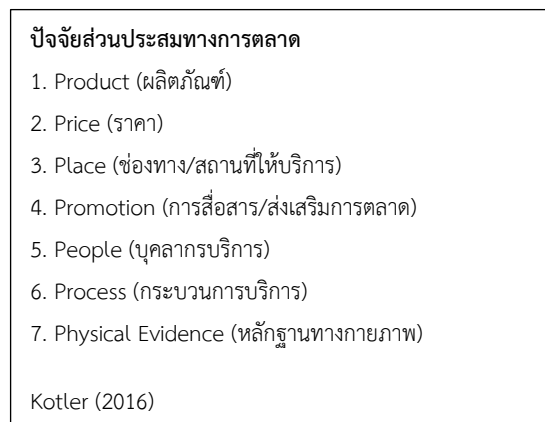 ปัจจัยส่วนประสมทางการตลาด
1. Product (ผลิตภัณฑ์)
2. Price (ราคา)
3. Place (ช่องทาง/สถานที่ให้บริการ)
4. Promotion (การสื่อสาร/ส่งเสริมการตลาด)
5. People (บุคลากรบริการ)
6. Process (กระบวนการบริการ)
7. Physical Evidence (หลักฐานทางกายภาพ)
Kotler (2016)